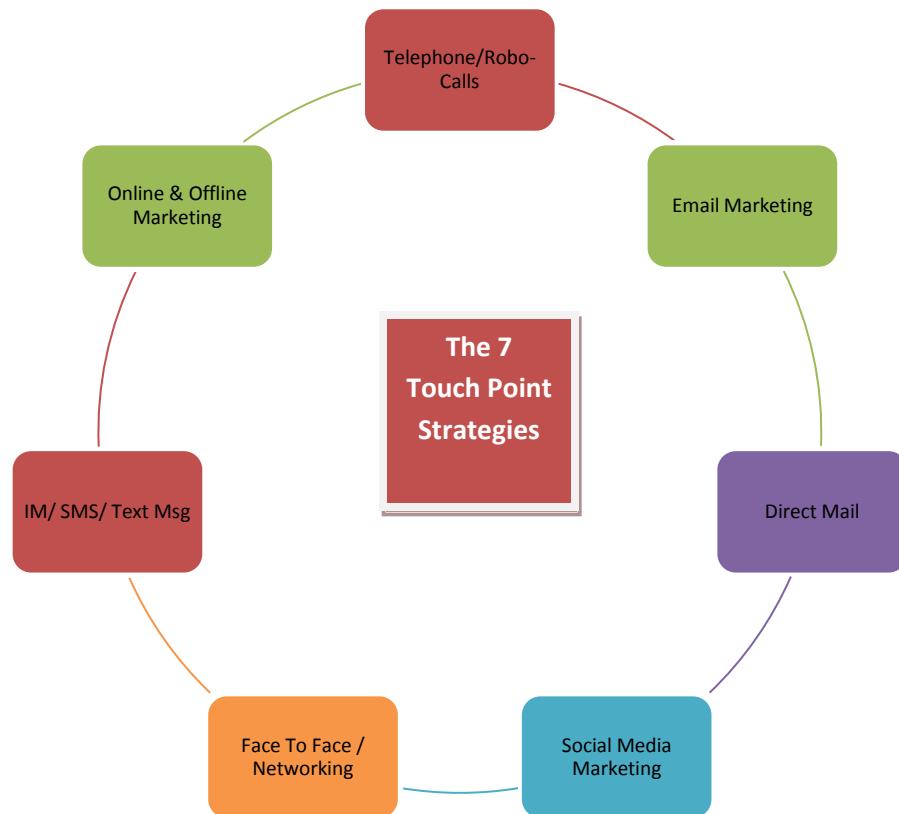 Telephone/Robo-
Calls
Email Marketing
Direct Mail
Social Media
Marketing
Face To Face /
Networking
IM/ SMS/ Text Msg
Online & Offline
Marketing
The 7
Touch Point
Strategies